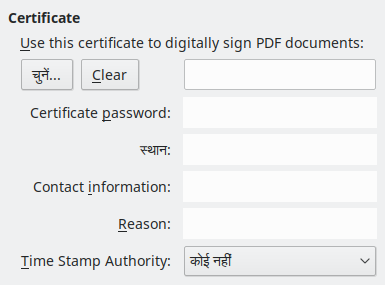 Certificate
Use this certificate to digitally sign PDF documents:
चुनें... Clear
Certificate password:
स्थान:
Contact information:
Reason:
Time Stamp Authority: कोई नहीं